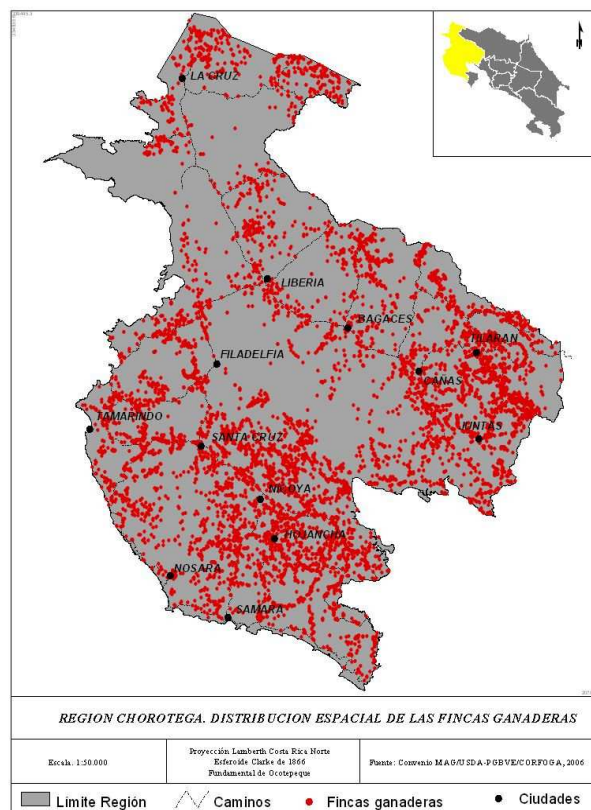 N
LA CRUZ
LIBERIA
BAGACES
TILARAN
FILADELFIA
CAÑAS
TAMARINDO
JUNTAS
SANTA CRUZ
NICOYA
HOJANCHA
NOSARA
SAMARA
REGION CHOROTEGA. DISTRIBUCION ESPACIAL DE LAS FINCAS GANADERAS
Escala. 1:50.000
Proyección Lamberth Costa Rica Norte
Esferoide Clarke de 1866
Fundamental de Ocotepeque
Fuente: Convenio MAG/USDA-PGBVE/CORFOGA, 2006
Límite Región
Caminos
Fincas ganaderas
Ciudades